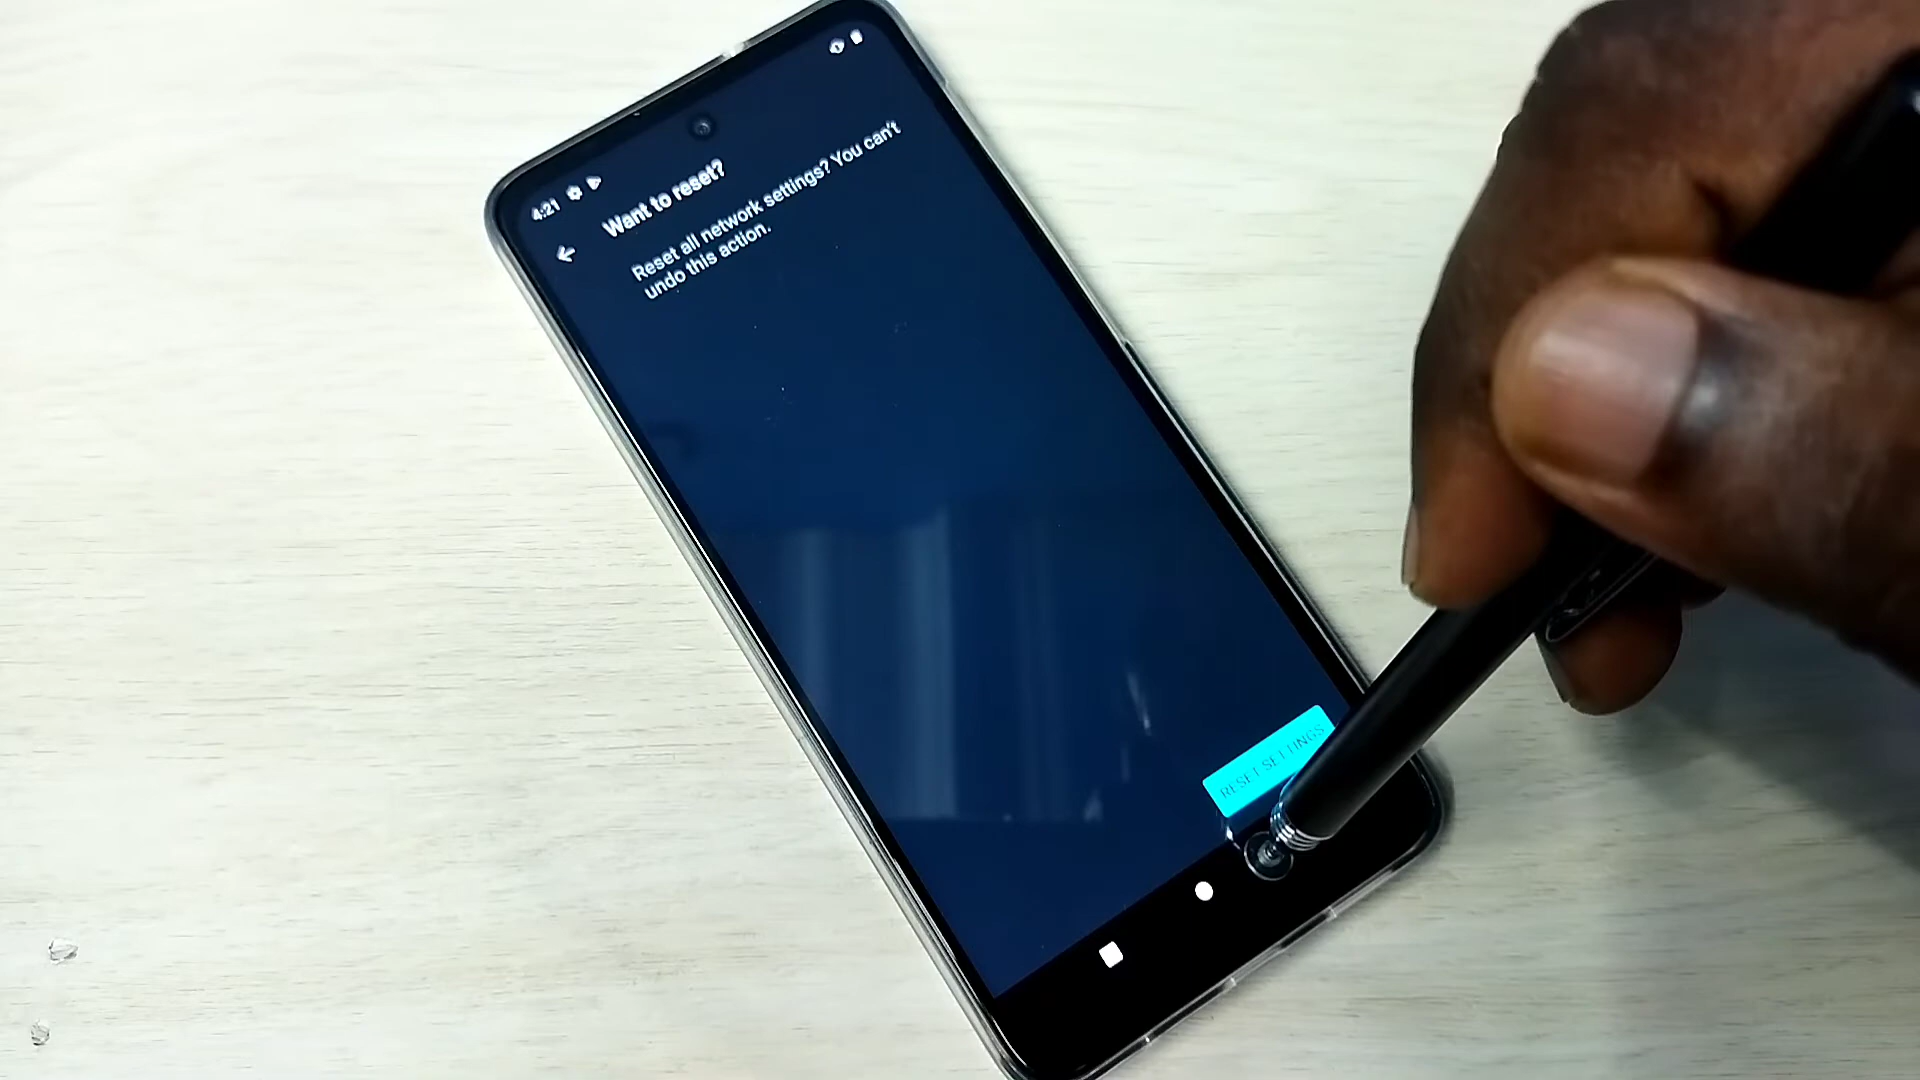 4:21
Want to reset?
Reset all network settings? You can't
undo this action.
RESET SETTINGS